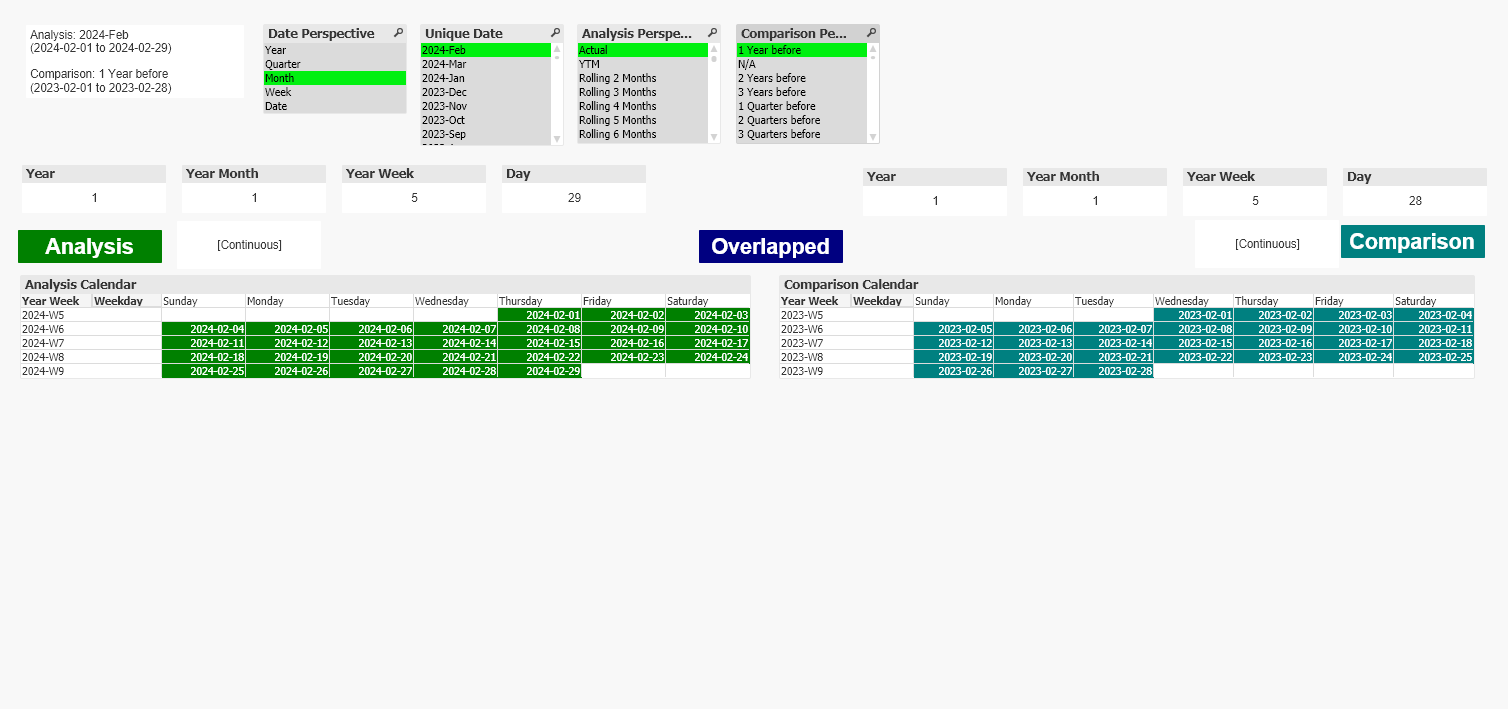 Analysis: 2024-Feb
(2024-02-01 to 2024-02-29)
Comparison: 1 Year before
(2023-02-01 to 2023-02-28)
Date Perspective
Year
Quarter
Month
Week
Date
Unique Date
2024-Feb
2024-Mar
2024-Jan
2023-Dec
2023-Nov
2023-Oct
2023-Sep
Analysis Perspe...
Actual
YTM
Rolling 2 Months
Rolling 3 Months
Rolling 4 Months
Rolling 5 Months
Rolling 6 Months
Comparison Pe...
1 Year before
N/A
2 Years before
3 Years before
1 Quarter before
2 Quarters before
3 Quarters before
Year Year Month Year Week Day
1 1 5 29
Year Year Month Year Week Day
1 1 5 28
Analysis [Continuous] Overlapped [Continuous] Comparison
Analysis Calendar
Year Week Weekday Sunday Monday Tuesday Wednesday Thursday Friday Saturday
2024-W5 2024-02-01 2024-02-02 2024-02-03
2024-W6 2024-02-04 2024-02-05 2024-02-06 2024-02-07 2024-02-08 2024-02-09 2024-02-10
2024-W7 2024-02-11 2024-02-12 2024-02-13 2024-02-14 2024-02-15 2024-02-16 2024-02-17
2024-W8 2024-02-18 2024-02-19 2024-02-20 2024-02-21 2024-02-22 2024-02-23 2024-02-24
2024-W9 2024-02-25 2024-02-26 2024-02-27 2024-02-28 2024-02-29
Comparison Calendar
Year Week Weekday Sunday Monday Tuesday Wednesday Thursday Friday Saturday
2023-W5 2023-02-01 2023-02-02 2023-02-03 2023-02-04
2023-W6 2023-02-05 2023-02-06 2023-02-07 2023-02-08 2023-02-09 2023-02-10 2023-02-11
2023-W7 2023-02-12 2023-02-13 2023-02-14 2023-02-15 2023-02-16 2023-02-17 2023-02-18
2023-W8 2023-02-19 2023-02-20 2023-02-21 2023-02-22 2023-02-23 2023-02-24 2023-02-25
2023-W9 2023-02-26 2023-02-27 2023-02-28